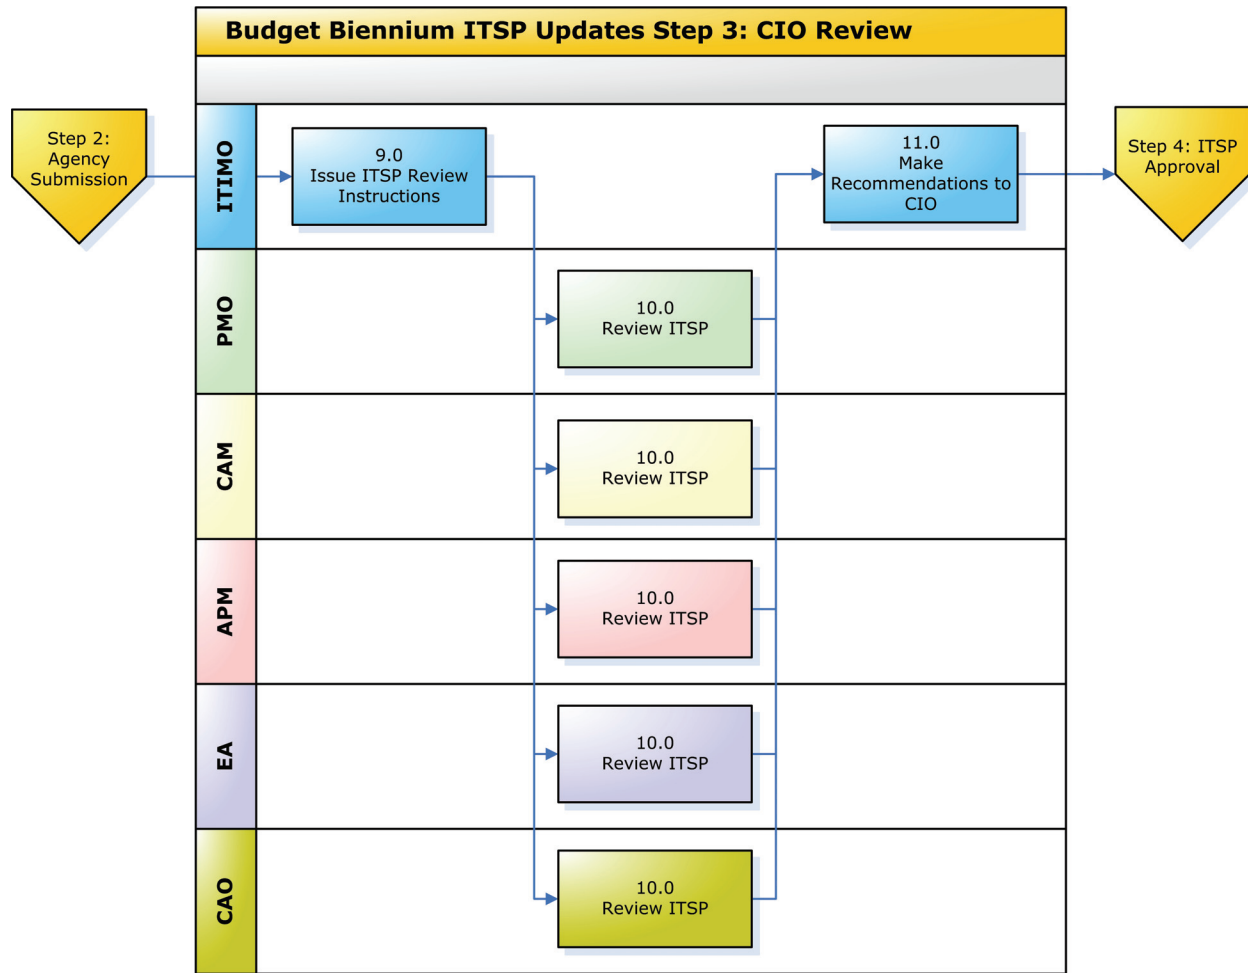 Budget Biennium ITSP Updates Step 3: CIO Review
Step 2:
Agency
Submission
ITIMO
9.0
Issue ITSP Review
Instructions
11.0
Make
Recommendations to
CIO
Step 4: ITSP
Approval
PMO
10.0
Review ITSP
CAM
10.0
Review ITSP
APM
10.0
Review ITSP
EA
10.0
Review ITSP
CAO
10.0
Review ITSP